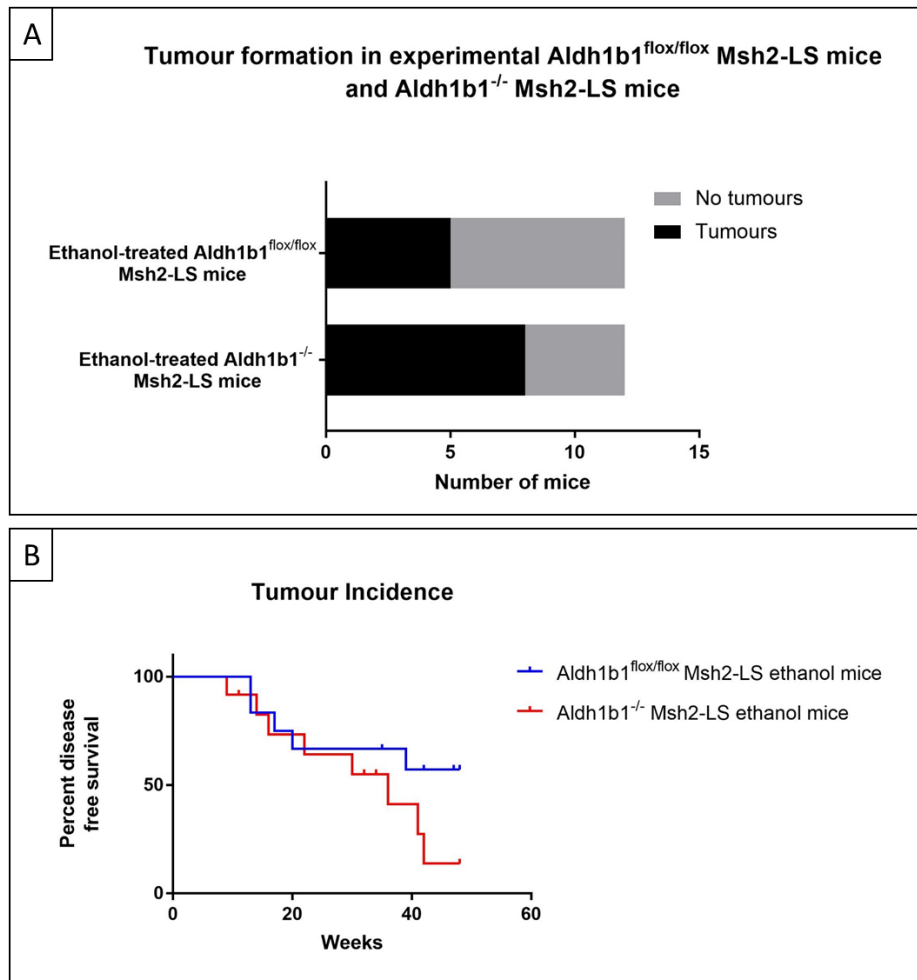 A
Tumour formation in experimental Aldh1b1flox/flox Msh2-LS mice
and Aldh1b1-/- Msh2-LS mice
No tumours
Tumours
Ethanol-treated Aldh1b1flox/flox
Msh2-LS mice
Ethanol-treated Aldh1b1-/-
Msh2-LS mice
0 5 10 15
Number of mice
B
Tumour Incidence
Aldh1b1flox/flox Msh2-LS ethanol mice
Aldh1b1-/- Msh2-LS ethanol mice
Percent disease
free survival
100
50
0
0 20 40 60
Weeks